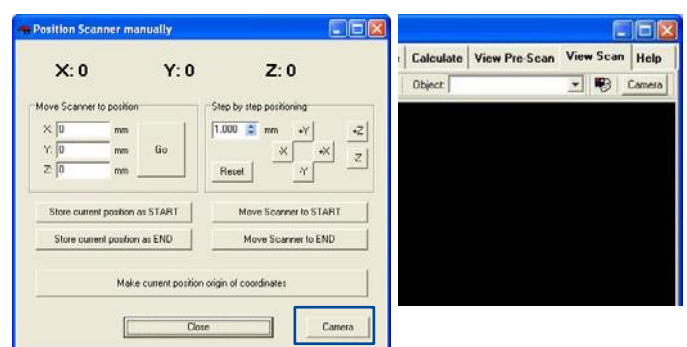 Position Scanner manually
X: 0 Y: 0 Z: 0
Move Scanner to position
X: 0 mm
Y: 0 mm
Z: 0 mm
Go
Step by step positioning
1.000 mm +Y +Z
-X +X
Reset -Y Z
Store current position as START Move Scanner to START
Store current position as END Move Scanner to END
Make current position origin of coordinates
Close Camera
Calculate View Pre-Scan View Scan Help
Object: Camera